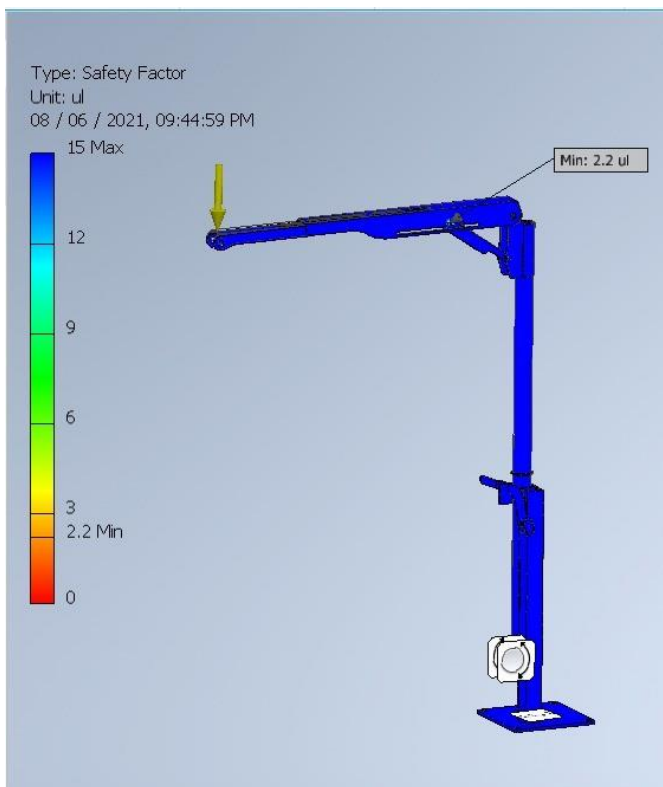 Type: Safety Factor
Unit: ul
08 / 06 / 2021, 09:44:59 PM
15 Max
Min: 2.2 ul
12
9
6
3
2.2 Min
0